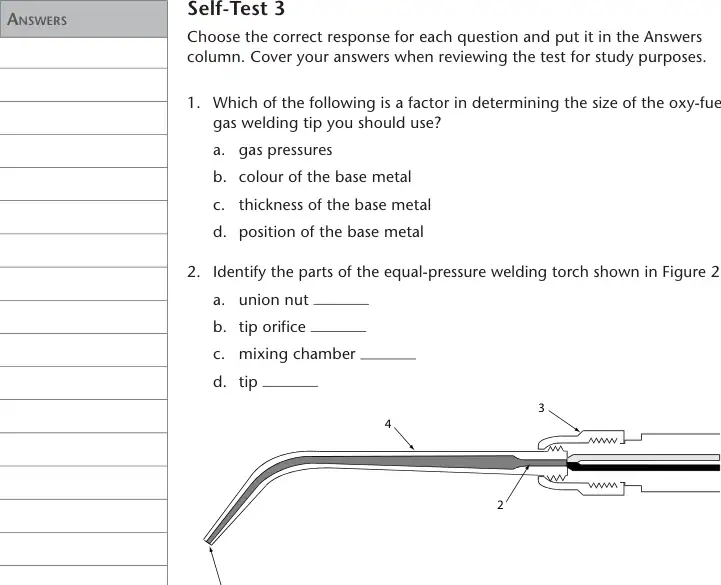 ANSWERS
Self-Test 3
Choose the correct response for each question and put it in the Answers
column. Cover your answers when reviewing the test for study purposes.
1. Which of the following is a factor in determining the size of the oxy-fue
gas welding tip you should use?
a. gas pressures
b. colour of the base metal
c. thickness of the base metal
d. position of the base metal
2. Identify the parts of the equal-pressure welding torch shown in Figure 2
a. union nut
b. tip orifice
c. mixing chamber
d. tip
3
4
2